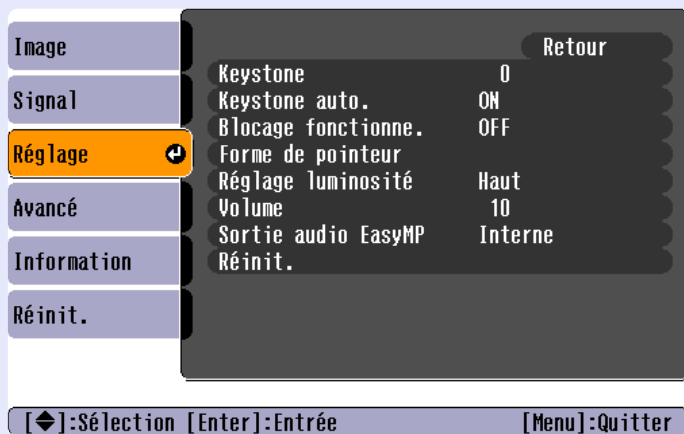 Image
Signal
Réglage
Avancé
Information
Réinit.
Retour
Keystone 0
Keystone auto. ON
Blocage fonctionne. OFF
Forme de pointeur
Réglage luminosité Haut
Volume 10
Sortie audio EasyMP Interne
Réinit.
[◆]:Sélection [Enter]:Entrée [Menu]:Quitter